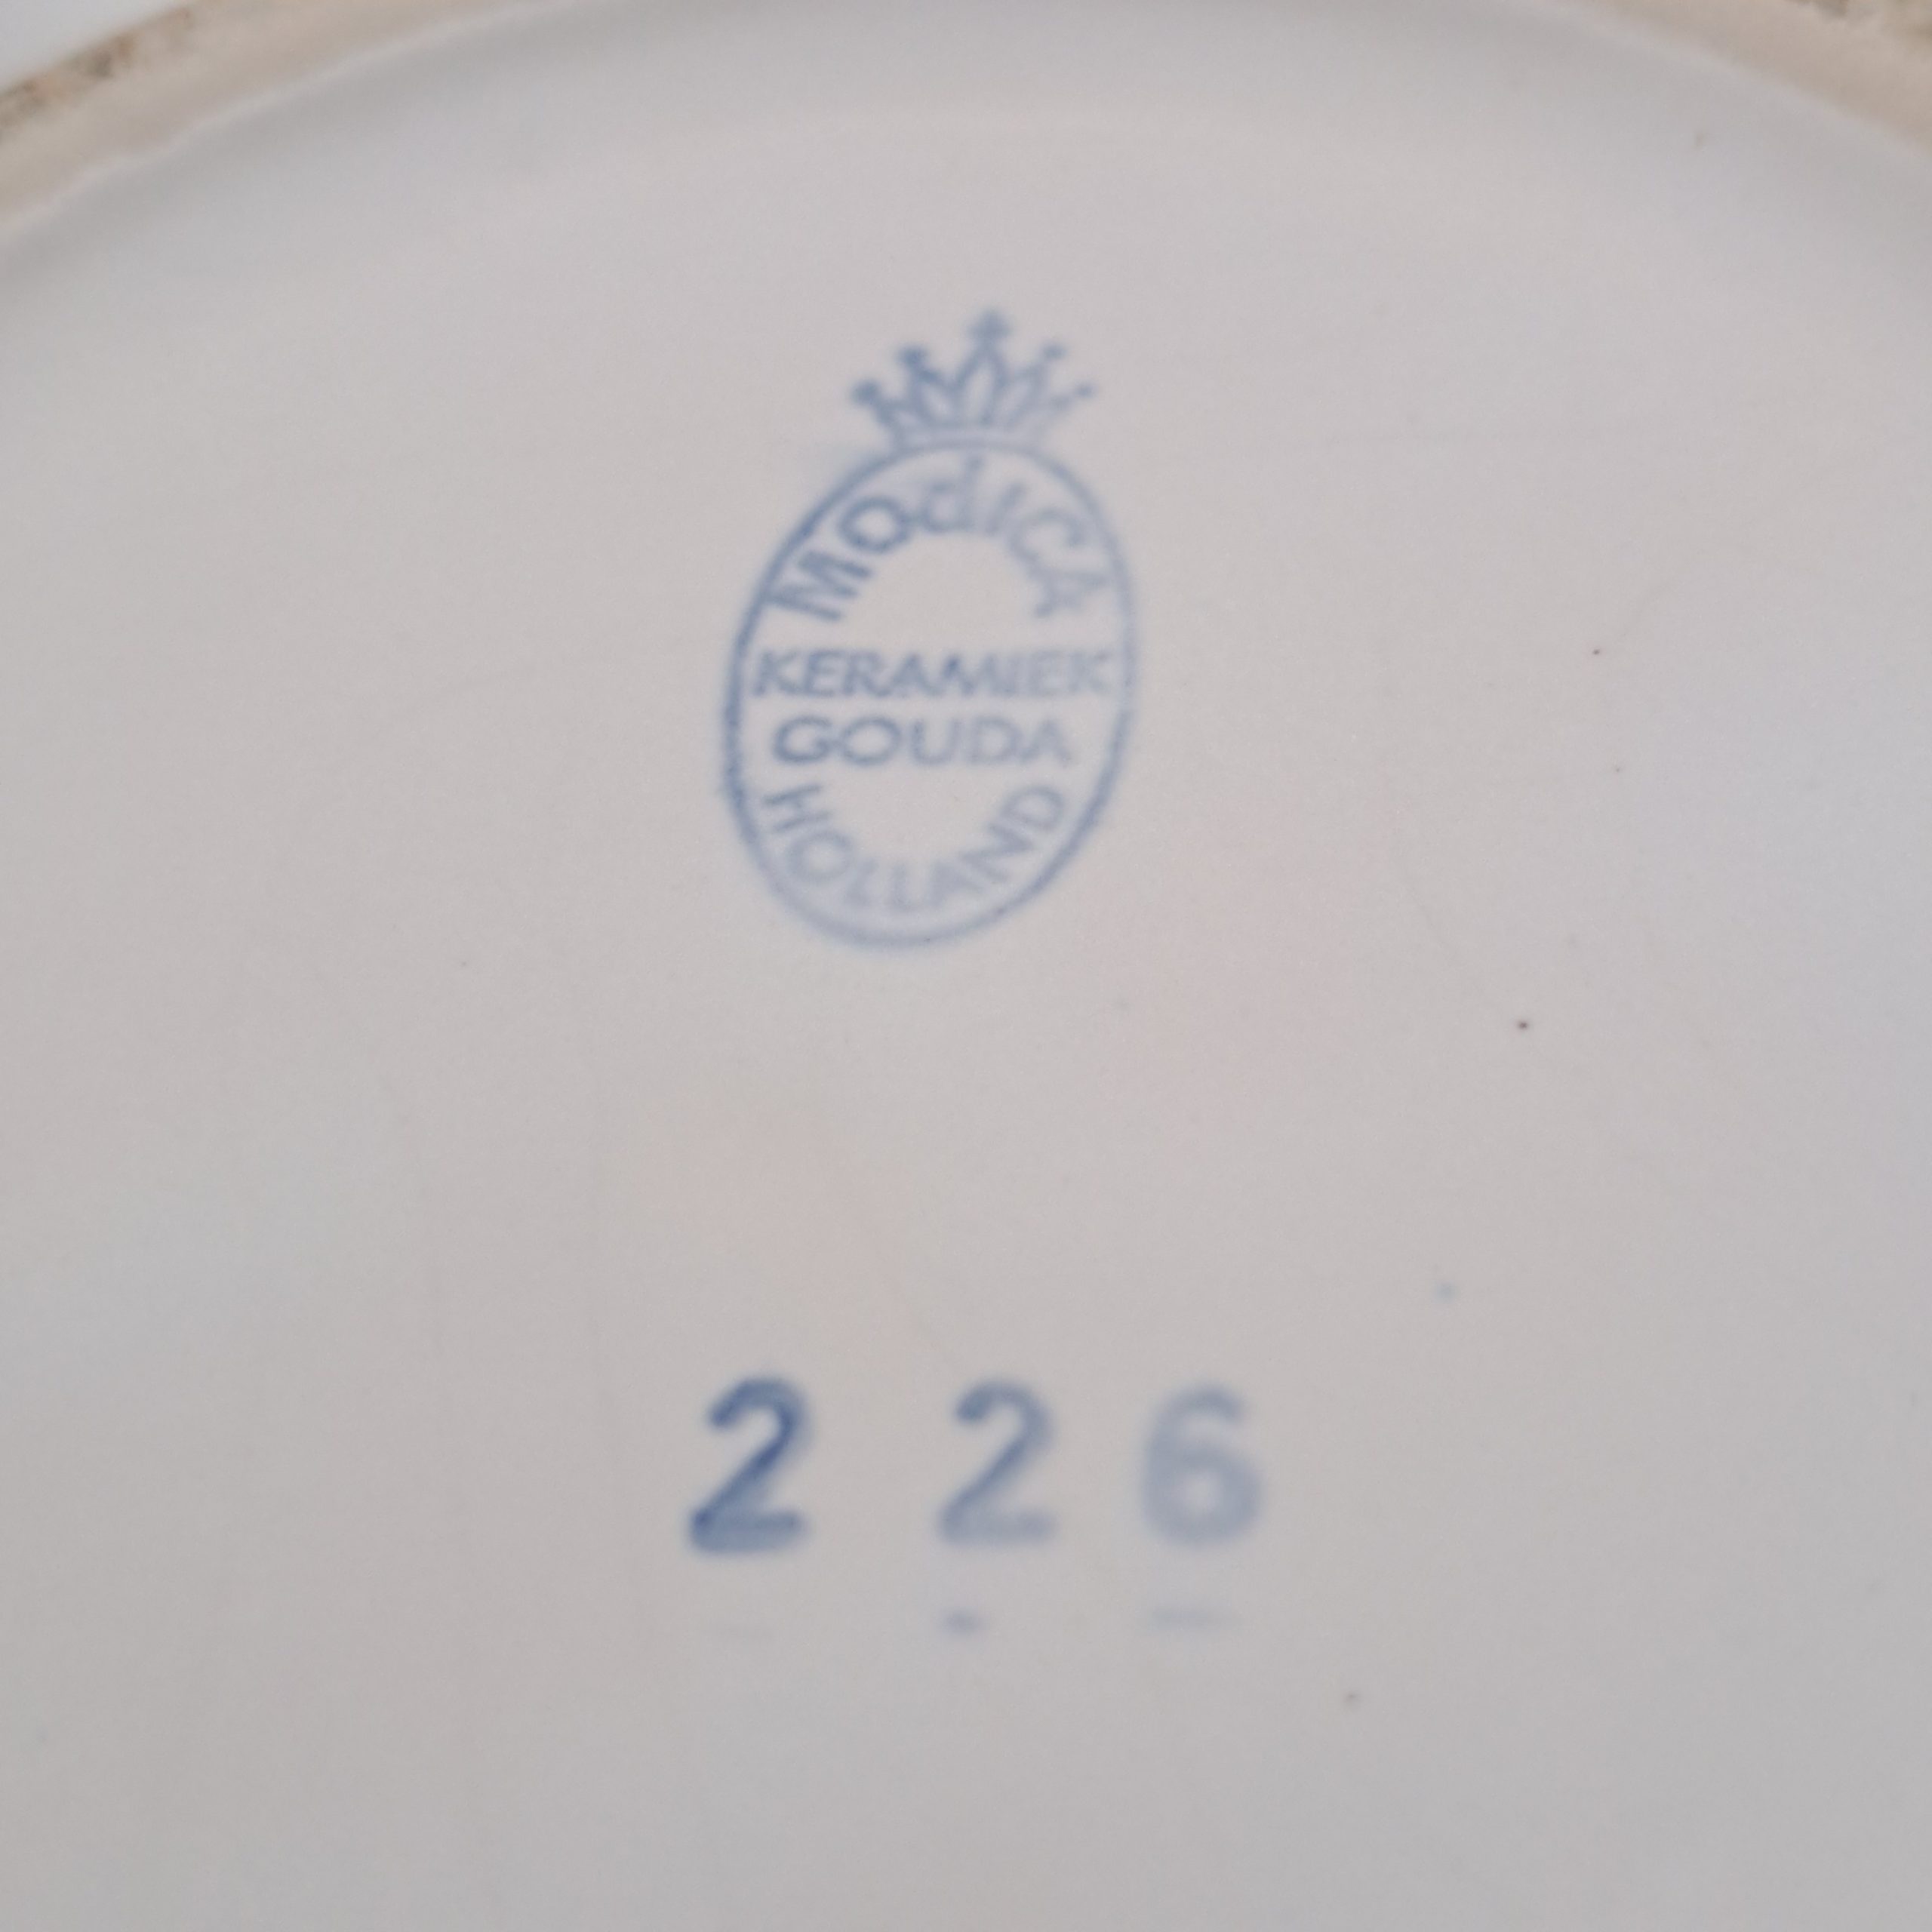 MOdiCA
KERAMIEK
GOUDA
HOLLAND
226